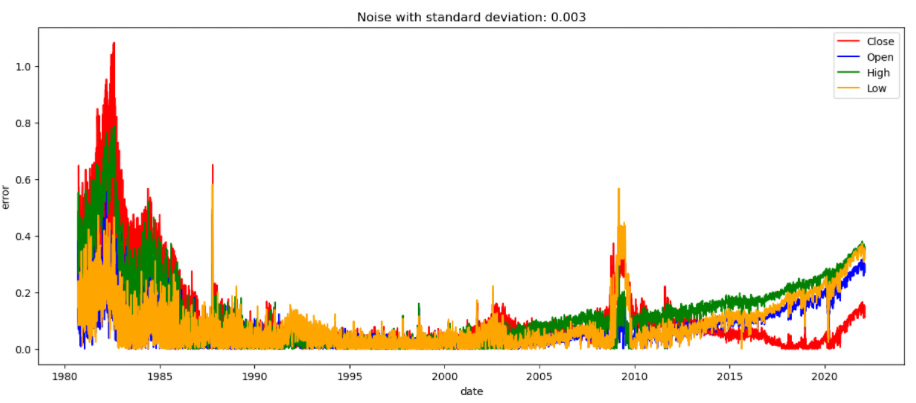 Noise with standard deviation: 0.003
Close
Open
High
Low
1.0
0.8
0.6
0.4
0.2
0.0
error
1980 1985 1990 1995 2000 2005 2010 2015 2020
date